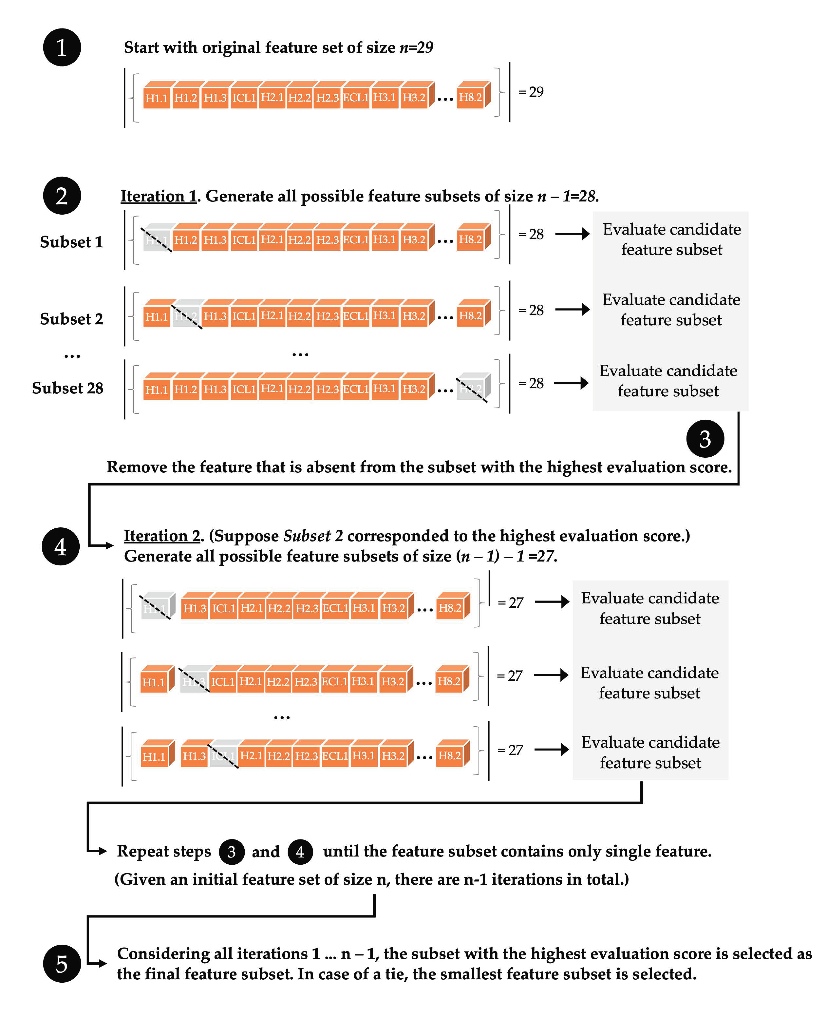 1
Start with original feature set of size n=29
H1.1 H1.2 H1.3 ICL1 H2.1 H2.2 H2.3 ECL1 H3.1 H3.2 ... H8.2 = 29
2
Iteration 1. Generate all possible feature subsets of size n – 1=28.
Subset 1
H1.2 H1.3 ICL1 H2.1 H2.2 H2.3 ECL1 H3.1 H3.2 ... H8.2 = 28
Evaluate candidate
feature subset
Subset 2
H1.1 H1.3 ICL1 H2.1 H2.2 H2.3 ECL1 H3.1 H3.2 ... H8.2 = 28
Evaluate candidate
feature subset
...
...
Subset 28
H1.1 H1.2 H1.3 ICL1 H2.1 H2.2 H2.3 ECL1 H3.1 H3.2 ... = 28
Evaluate candidate
feature subset
3
Remove the feature that is absent from the subset with the highest evaluation score.
4
Iteration 2. (Suppose Subset 2 corresponded to the highest evaluation score.)
Generate all possible feature subsets of size (n – 1) – 1 =27.
H1.3 ICL1 H2.1 H2.2 H2.3 ECL1 H3.1 H3.2 ... H8.2 = 27
Evaluate candidate
feature subset
H1.1 ICL1 H2.1 H2.2 H2.3 ECL1 H3.1 H3.2 ... H8.2 = 27
Evaluate candidate
feature subset
...
H1.1 H1.3 H2.1 H2.2 H2.3 ECL1 H3.1 H3.2 ... H8.2 = 27
Evaluate candidate
feature subset
Repeat steps 3 and 4 until the feature subset contains only single feature.
(Given an initial feature set of size n, there are n-1 iterations in total.)
5
Considering all iterations 1 ... n – 1, the subset with the highest evaluation score is selected as
the final feature subset. In case of a tie, the smallest feature subset is selected.